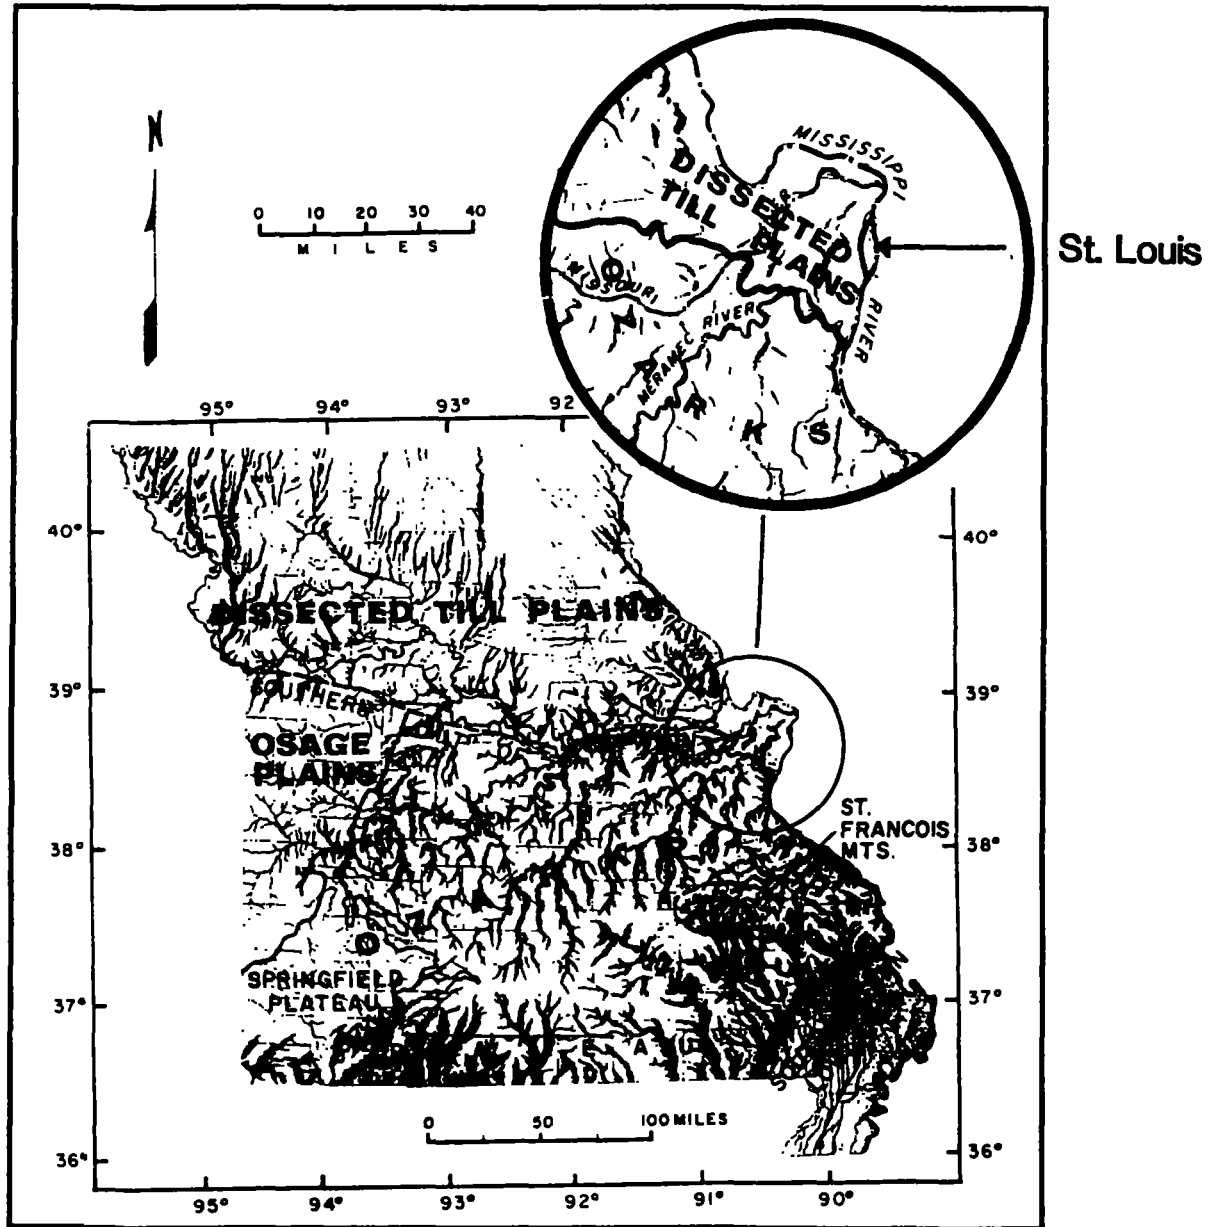 N
0 10 20 30 40
MILES
MISSISSIPPI
RIVER
DISSECTED
TILL PLAINS
St. Louis
MISSOURI
MERAMEC RIVER
O
Z
A
R
K
S
95° 94° 93° 92
40° 40°
DISSECTED TILL PLAINS
39° 39°
SOUTHERN
OSAGE
PLAINS
ST.
FRANCOIS
MTS.
38° 38°
SPRINGFIELD
PLATEAU
37° 37°
0 50 100 MILES
36° 36°
95° 94° 93° 92° 91° 90°